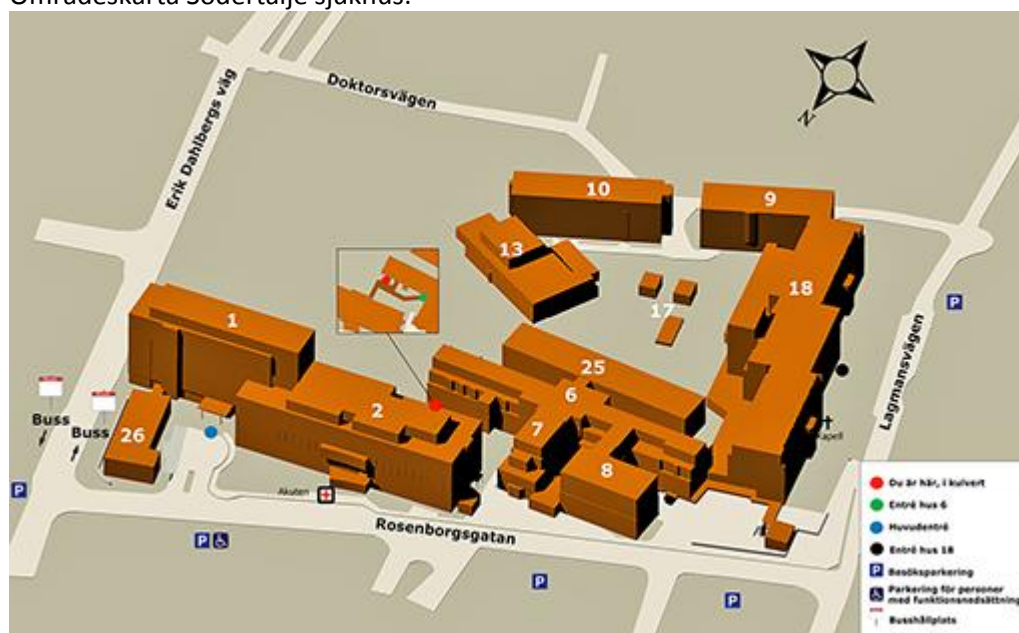 Områdeskarta Södertälje sjukhus.
Doktorsvägen
Erik Dahlbergs väg
N
10
9
13
18
17
1
25
6
2
7
8
26
Buss
Buss
Lagmansvägen
Kapell
Akuten
Rosenborgsgatan
P
P
P
P
P
Du är här, i kulvert
Entré hus 6
Huvudentré
Entré hus 18
P Besöksparkering
Parkering för personer
med funktionsnedsättning
Busshållplats